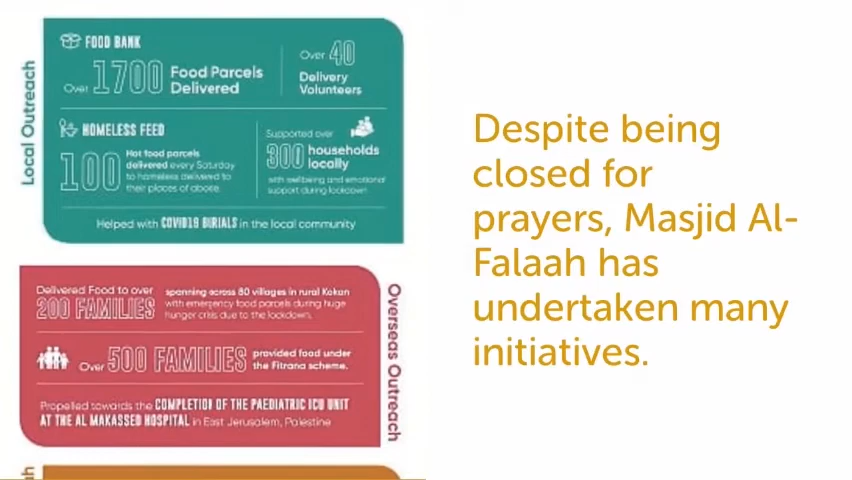 Local Outreach
FOOD BANK
Over 1700 Food Parcels
Delivered
Over 40
Delivery
Volunteers
HOMELESS FEED
100 Hot food parcels
delivered every Saturday
to homeless delivered to
their places of abode.
Supported over
300 households
locally
with wellbeing and emotional
support during lockdown
Helped with COVID19 BURIALS in the local community
Overseas Outreach
Delivered Food to over
200 FAMILIES
spanning across 80 villages in rural Kokan
with emergency food parcels during huge
hunger crisis due to the lockdown.
Over 500 FAMILIES provided food under
the Fitrana scheme.
Propelled towards the COMPLETION OF THE PAEDIATRIC ICU UNIT
AT THE AL MAKASSED HOSPITAL in East Jerusalem, Palestine
Despite being
closed for
prayers, Masjid Al-
Falaah has
undertaken many
initiatives.